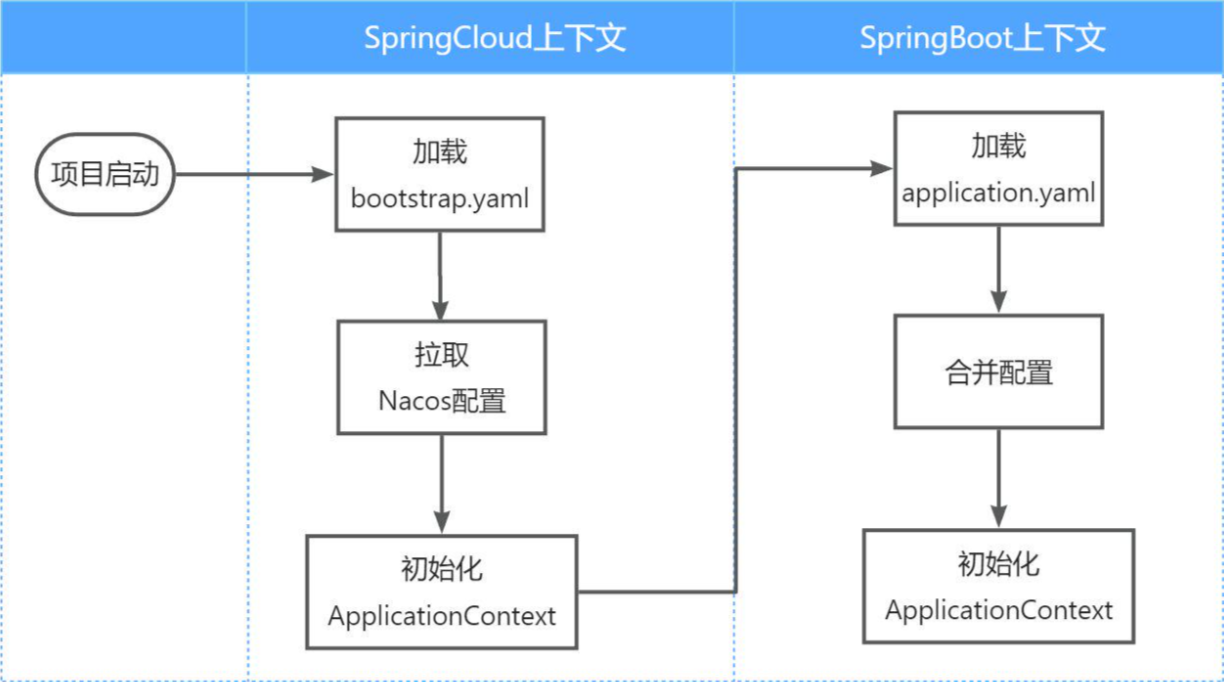 SpringCloud上下文
SpringBoot上下文
项目启动
加载
bootstrap.yaml
拉取
Nacos配置
初始化
ApplicationContext
加载
application.yaml
合并配置
初始化
ApplicationContext